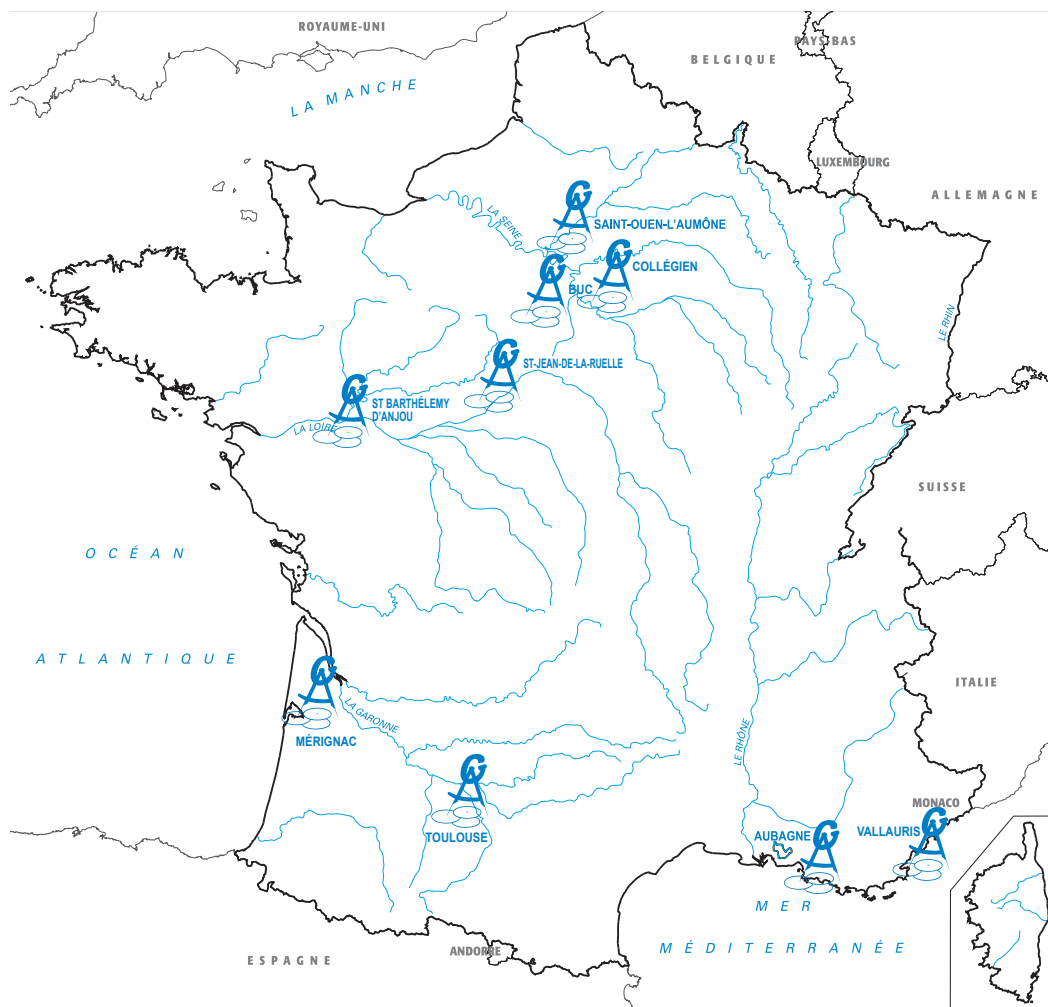 ROYAUME-UNI
PAYS-BAS
BELGIQUE
LA MANCHE
LUXEMBOURG
ALLEMAGNE
LA SEINE
SAINT-OUEN-L'AUMÔNE
COLLÉGIEN
BUC
LE RHIN
ST-JEAN-DE-LA-RUELLE
ST BARTHÉLEMY
D'ANJOU
LA LOIRE
SUISSE
OCÉAN
ATLANTIQUE
ITALIE
LA GARONNE
MÉRIGNAC
LE RHÔNE
MONACO
TOULOUSE
AUBAGNE
VALLAURIS
MER
MÉDITERRANÉE
ANDORRE
ESPAGNE